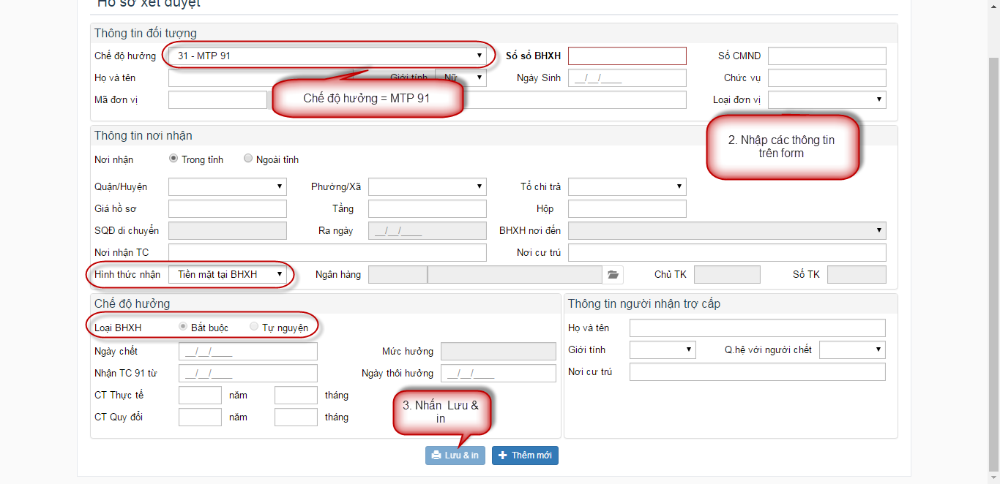 Hồ sơ xét duyệt
Thông tin đối tượng
Chế độ hưởng 31 - MTP 91 Số sổ BHXH Số CMND
Họ và tên Giới tính Nữ Ngày Sinh __/__/____ Chức vụ
Chế độ hưởng = MTP 91
Mã đơn vị Loại đơn vị
Thông tin nơi nhận
2. Nhập các thông tin
trên form
Nơi nhận Trong tỉnh Ngoài tỉnh
Quận/Huyện Phường/Xã Tổ chi trả
Giá hồ sơ Tầng Hộp
SQĐ di chuyển Ra ngày __/__/____ BHXH nơi đến
Nơi nhận TC Nơi cư trú
Hình thức nhận Tiền mặt tại BHXH Ngân hàng Chủ TK Số TK
Chế độ hưởng Thông tin người nhận trợ cấp
Loại BHXH Bắt buộc Tự nguyện Họ và tên
Ngày chết __/__/____ Mức hưởng Giới tính Q.hệ với người chết
Nhận TC 91 từ __/__/____ Ngày thôi hưởng __/__/____ Nơi cư trú
CT Thực tế năm tháng
CT Quy đổi năm tháng
3. Nhấn Lưu &
in
Lưu & in Thêm mới